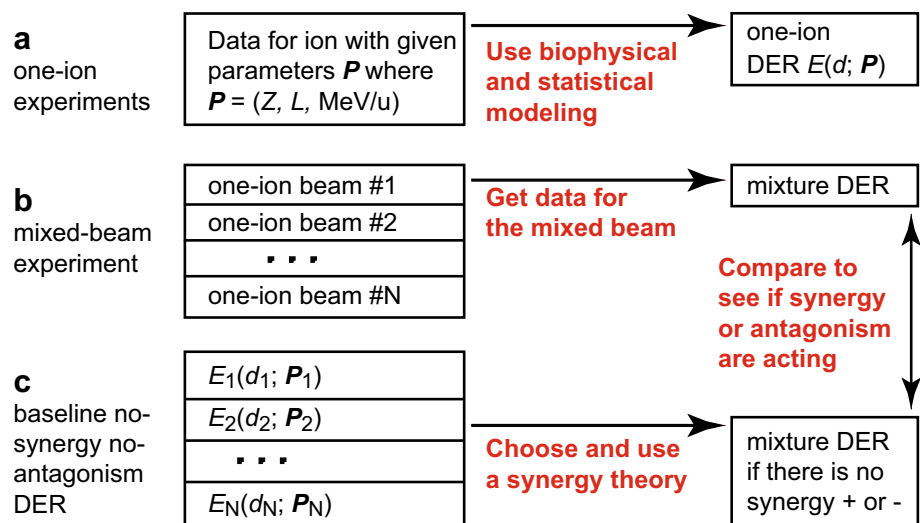 a
one-ion
experiments
Data for ion with given
parameters P where
P = (Z, L, MeV/u)
Use biophysical
and statistical
modeling
one-ion
DER E(d; P)
b
mixed-beam
experiment
one-ion beam #1
one-ion beam #2
. . .
one-ion beam #N
Get data for
the mixed beam
mixture DER
Compare to
see if synergy
or antagonism
are acting
c
baseline no-
synergy no-
antagonism
DER
E1(d1; P1)
E2(d2; P2)
. . .
EN(dN; PN)
Choose and use
a synergy theory
mixture DER
if there is no
synergy + or -